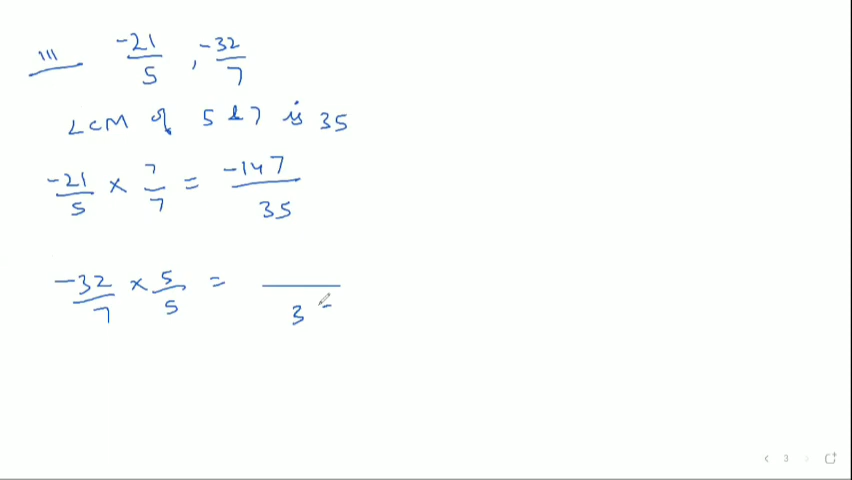 III -21/5 , -32/7
LCM of 5 & 7 is 35
-21/5 × 7/7 = -147/35
-32/7 × 5/5 = /3
3